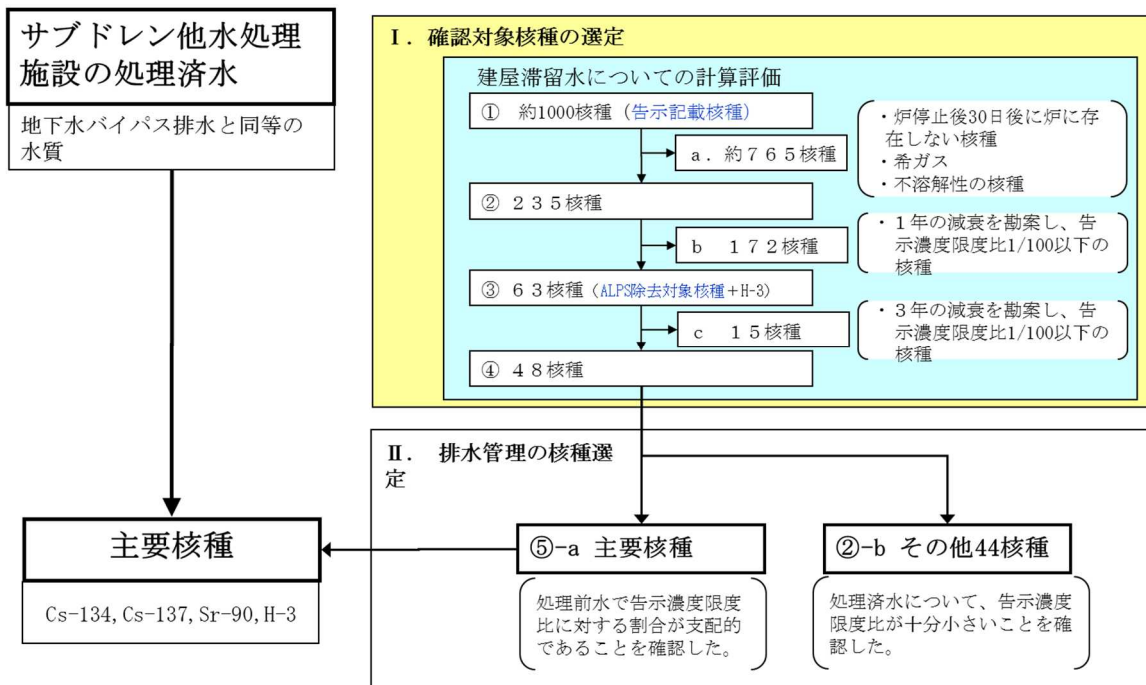 サブドレン他水処理
施設の処理済水
地下水バイパス排水と同等の
水質
主要核種
Cs-134,Cs-137,Sr-90,H-3
Ⅰ．確認対象核種の選定
建屋滞留水についての計算評価
① 約1000核種（告示記載核種）
a．約７６５核種
・炉停止後30日後に炉に存
在しない核種
・希ガス
・不溶解性の核種
② ２３５核種
b １７２核種
・１年の減衰を勘案し、告
示濃度限度比1/100以下の
核種
③ ６３核種（ALPS除去対象核種＋H-3）
c １５核種
・３年の減衰を勘案し、告
示濃度限度比1/100以下の
核種
④ ４８核種
Ⅱ． 排水管理の核種選
定
⑤-a 主要核種
処理前水で告示濃度限度
比に対する割合が支配的
であることを確認した。
②-b その他44核種
処理済水について、告示濃度
限度比が十分小さいことを確
認した。